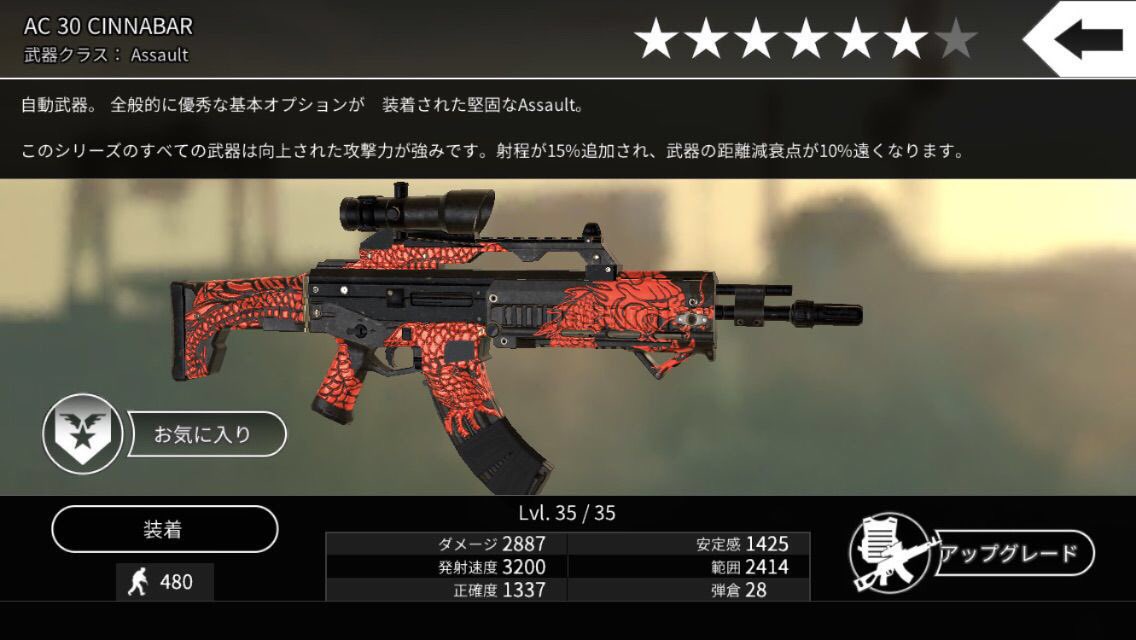 AC 30 CINNABAR
武器クラス： Assault
自動武器。 全般的に優秀な基本オプションが　装着された堅固なAssault。
このシリーズのすべての武器は向上された攻撃力が強みです。射程が15%追加され、武器の距離減衰点が10%遠くなります。
お気に入り
装着
480
Lvl. 35 / 35
ダメージ 2887
安定感 1425
発射速度 3200
範囲 2414
正確度 1337
弾倉 28
アップグレード